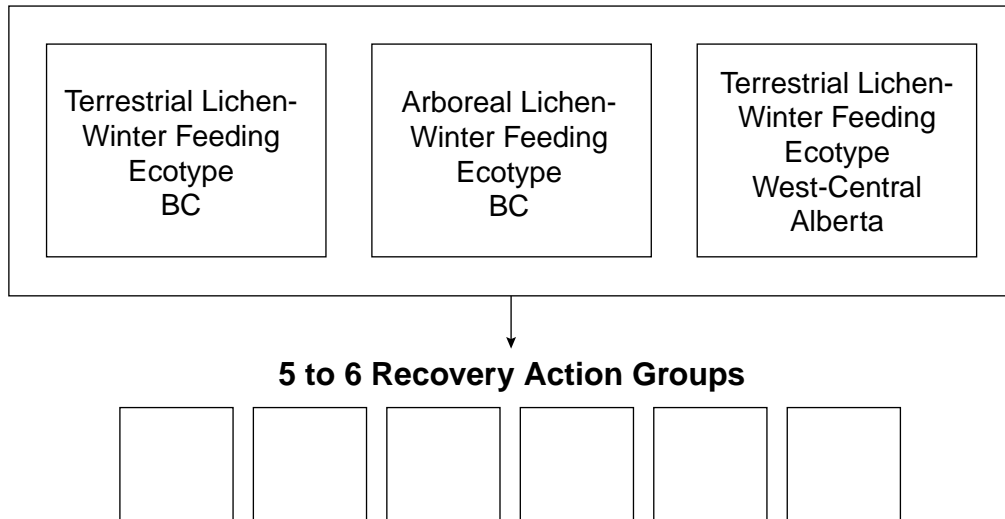 Terrestrial Lichen-
Winter Feeding
Ecotype
BC
Arboreal Lichen-
Winter Feeding
Ecotype
BC
Terrestrial Lichen-
Winter Feeding
Ecotype
West-Central
Alberta
5 to 6 Recovery Action Groups